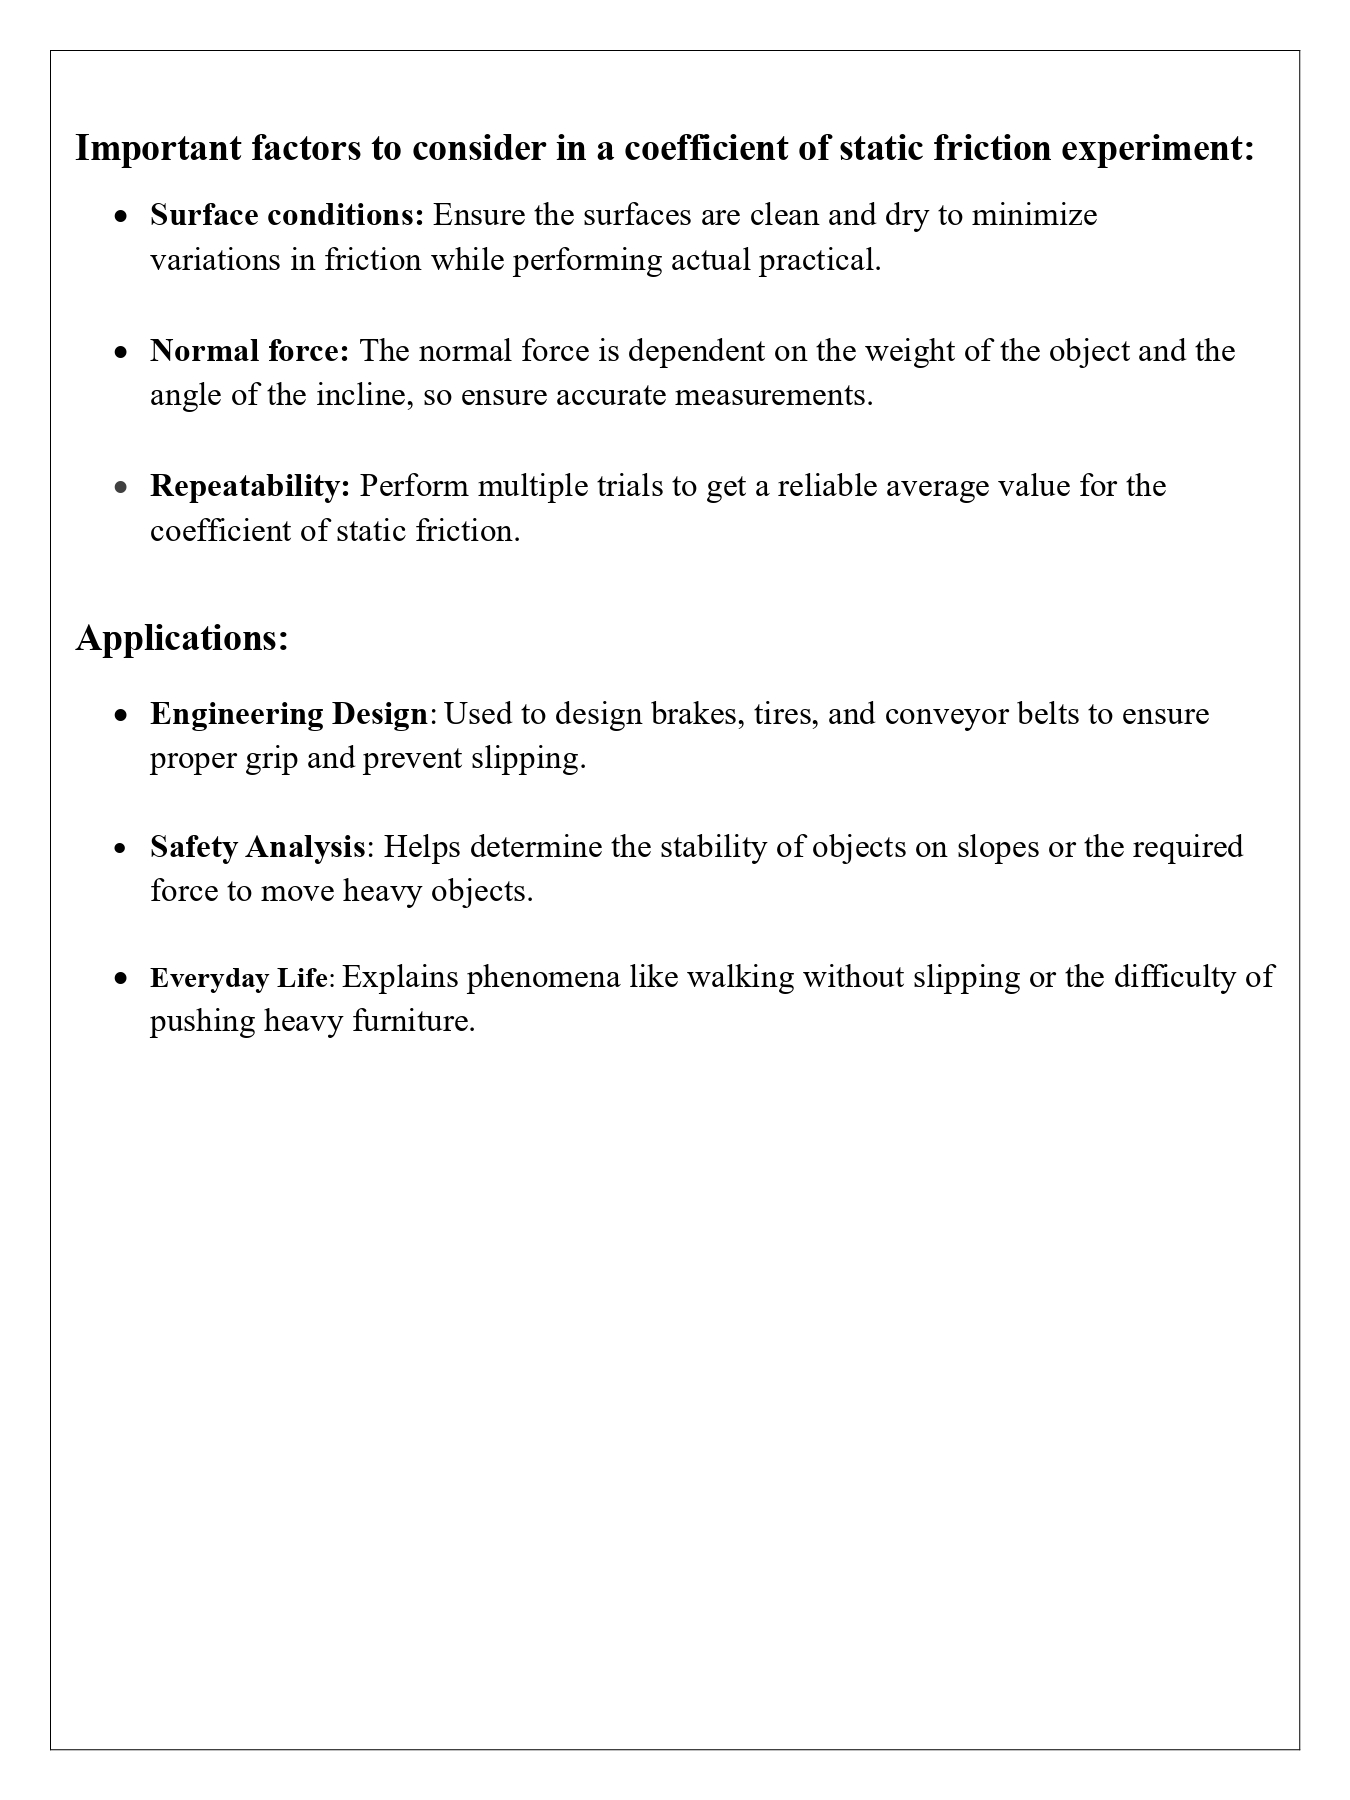 Important factors to consider in a coefficient of static friction experiment:
• Surface conditions: Ensure the surfaces are clean and dry to minimize
variations in friction while performing actual practical.
• Normal force: The normal force is dependent on the weight of the object and the
angle of the incline, so ensure accurate measurements.
• Repeatability: Perform multiple trials to get a reliable average value for the
coefficient of static friction.
Applications:
• Engineering Design: Used to design brakes, tires, and conveyor belts to ensure
proper grip and prevent slipping.
• Safety Analysis: Helps determine the stability of objects on slopes or the required
force to move heavy objects.
• Everyday Life: Explains phenomena like walking without slipping or the difficulty of
pushing heavy furniture.